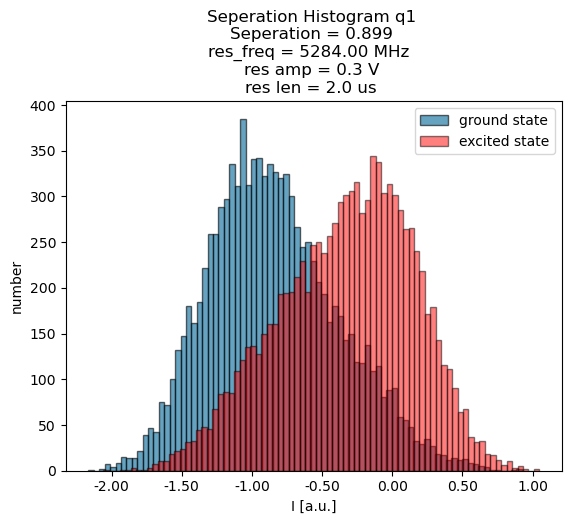 Seperation Histogram q1
Seperation = 0.899
res_freq = 5284.00 MHz
res amp = 0.3 V
res len = 2.0 us
ground state
excited state
400
350
300
250
200
150
100
50
0
number
-2.00 -1.50 -1.00 -0.50 0.00 0.50 1.00
I [a.u.]